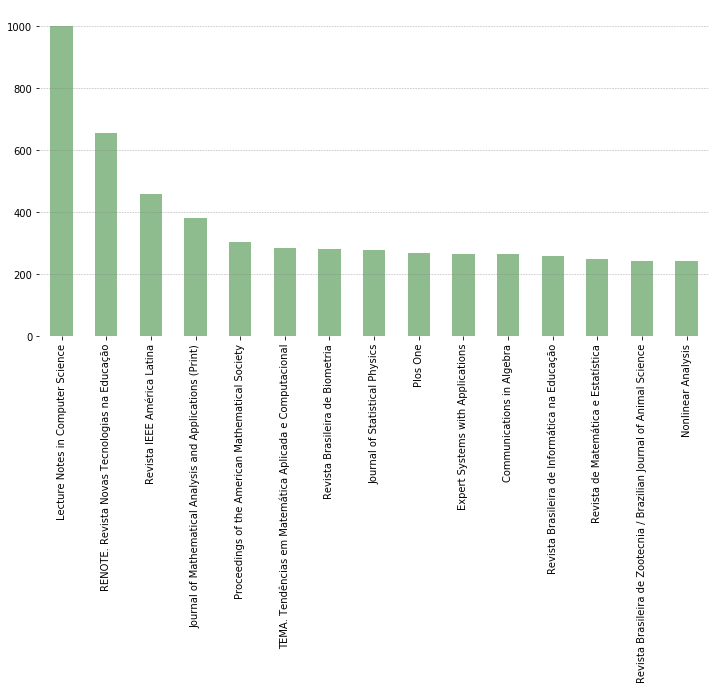 1000
800
600
400
200
0
Lecture Notes in Computer Science
RENOTE. Revista Novas Tecnologias na Educação
Revista IEEE América Latina
Journal of Mathematical Analysis and Applications (Print)
Proceedings of the American Mathematical Society
TEMA. Tendências em Matemática Aplicada e Computacional
Revista Brasileira de Biometria
Journal of Statistical Physics
Plos One
Expert Systems with Applications
Communications in Algebra
Revista Brasileira de Informática na Educação
Revista de Matemática e Estatística
Revista Brasileira de Zootecnia / Brazilian Journal of Animal Science
Nonlinear Analysis